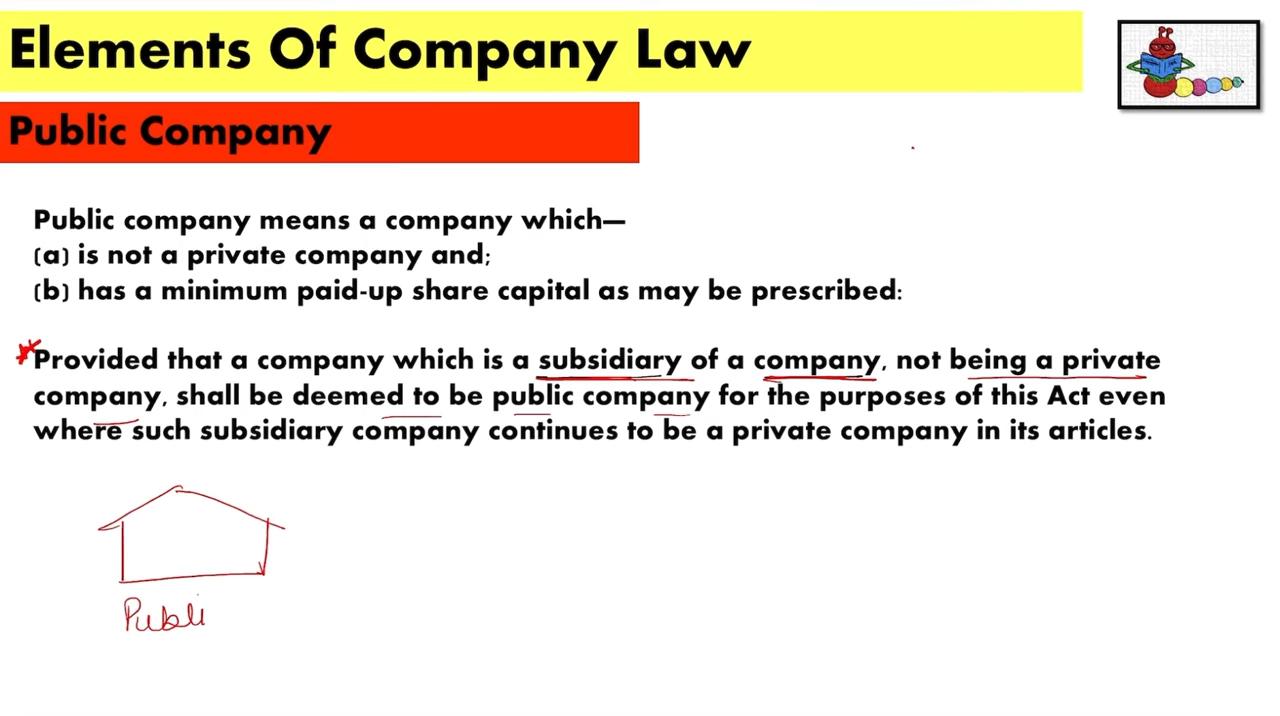 Elements Of Company Law
Public Company
Public company means a company which—
(a) is not a private company and;
(b) has a minimum paid-up share capital as may be prescribed:
Provided that a company which is a subsidiary of a company, not being a private
company, shall be deemed to be public company for the purposes of this Act even
where such subsidiary company continues to be a private company in its articles.
Publi